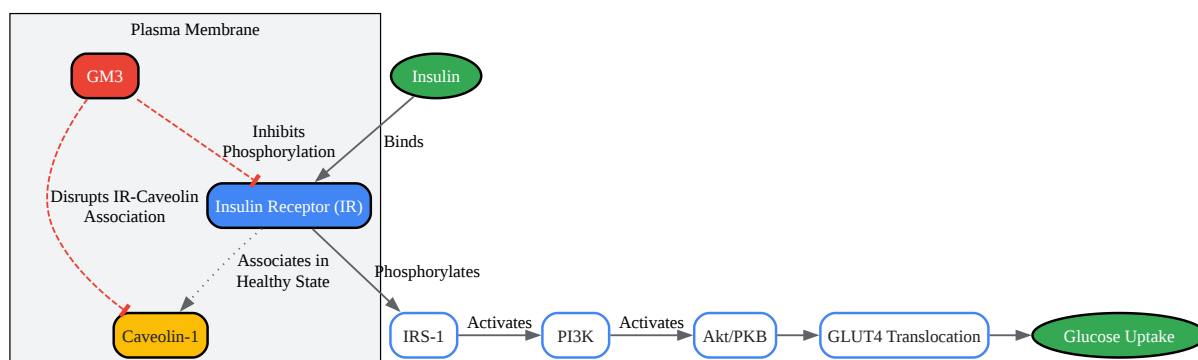 Plasma Membrane
GM3
Insulin
Inhibits
Phosphorylation
Binds
Disrupts IR-Caveolin
Association
Insulin Receptor (IR)
Associates in
Healthy State
Phosphorylates
Caveolin-1
IRS-1
Activates
PI3K
Activates
Akt/PKB
GLUT4 Translocation
Glucose Uptake